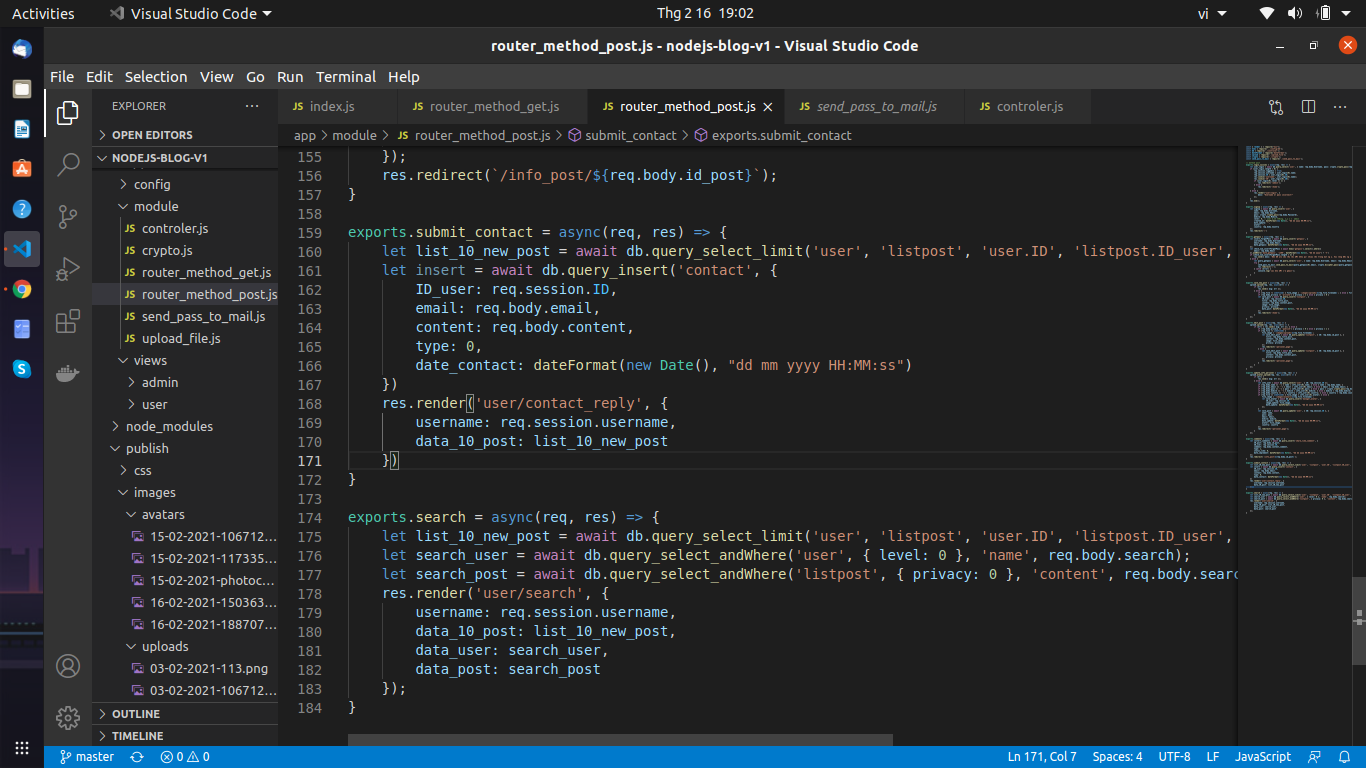 Activities Visual Studio Code Thg 2 16 19:02 vi
router_method_post.js - nodejs-blog-v1 - Visual Studio Code
File Edit Selection View Go Run Terminal Help
EXPLORER
OPEN EDITORS
NODEJS-BLOG-V1
config
module
JS controler.js
JS crypto.js
JS router_method_get.js
JS router_method_post.js
JS send_pass_to_mail.js
JS upload_file.js
views
admin
user
node_modules
publish
css
images
avatars
15-02-2021-106712...
15-02-2021-117335...
15-02-2021-photoc...
16-02-2021-150363...
16-02-2021-188707...
uploads
03-02-2021-113.png
03-02-2021-106712...
OUTLINE
TIMELINE
JS index.js JS router_method_get.js JS router_method_post.js JS send_pass_to_mail.js JS controler.js
app > module > JS router_method_post.js > submit_contact > exports.submit_contact
155 });
156 res.redirect(`/info_post/${req.body.id_post}`);
157 }
158
159 exports.submit_contact = async(req, res) => {
160 let list_10_new_post = await db.query_select_limit('user', 'listpost', 'user.ID', 'listpost.ID_user',
161 let insert = await db.query_insert('contact', {
162 ID_user: req.session.ID,
163 email: req.body.email,
164 content: req.body.content,
165 type: 0,
166 date_contact: dateFormat(new Date(), "dd mm yyyy HH:MM:ss")
167 })
168 res.render('user/contact_reply', {
169 username: req.session.username,
170 data_10_post: list_10_new_post
171 })
172 }
173
174 exports.search = async(req, res) => {
175 let list_10_new_post = await db.query_select_limit('user', 'listpost', 'user.ID', 'listpost.ID_user',
176 let search_user = await db.query_select_andWhere('user', { level: 0 }, 'name', req.body.search);
177 let search_post = await db.query_select_andWhere('listpost', { privacy: 0 }, 'content', req.body.searc
178 res.render('user/search', {
179 username: req.session.username,
180 data_10_post: list_10_new_post,
181 data_user: search_user,
182 data_post: search_post
183 });
184 }
master 0 0 Ln 171, Col 7 Spaces: 4 UTF-8 LF JavaScript